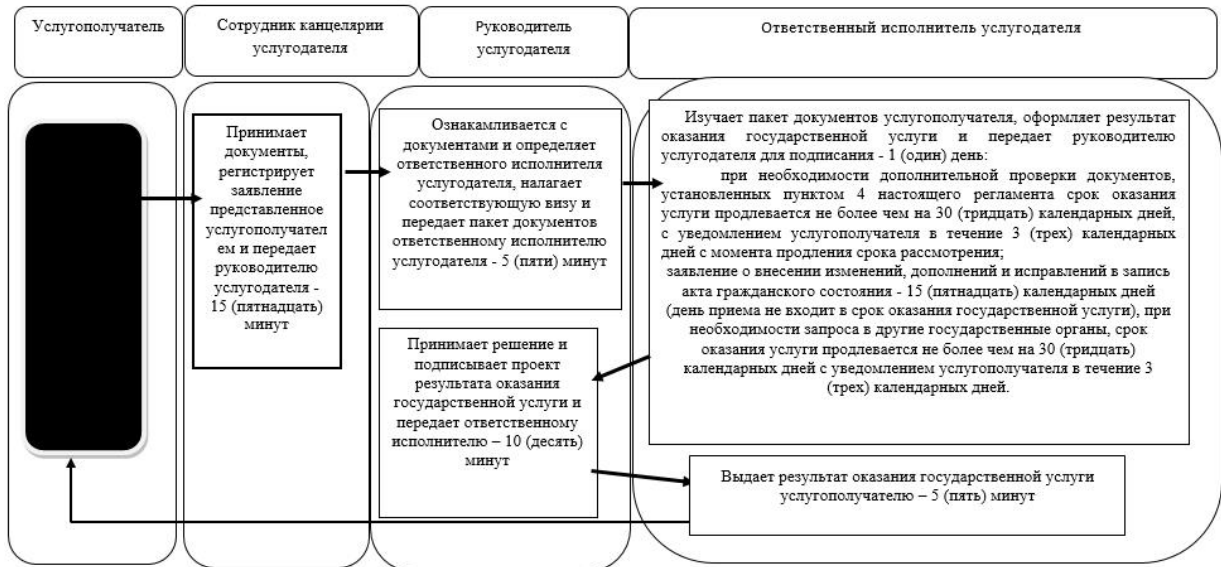 Услугополучатель
Сотрудник канцелярии
услугодателя
Руководитель
услугодателя
Ответственный исполнитель услугодателя
Принимает
документы,
регистрирует
заявление
представленное
услугополучател
ем и передает
руководителю
услугодателя -
15 (пятнадцать)
минут
Ознакамливается с
документами и определяет
ответственного исполнителя
услугодателя, налагает
соответствующую визу и
передает пакет документов
ответственному исполнителю
услугодателя - 5 (пяти) минут
Изучает пакет документов услугополучателя, оформляет результат
оказания государственной услуги и передает руководителю
услугодателя для подписания - 1 (один) день:
при необходимости дополнительной проверки документов,
установленных пунктом 4 настоящего регламента срок оказания
услуги продлевается не более чем на 30 (тридцать) календарных дней,
с уведомлением услугополучателя в течение 3 (трех) календарных
дней с момента продления срока рассмотрения;
заявление о внесении изменений, дополнений и исправлений в запись
акта гражданского состояния - 15 (пятнадцать) календарных дней
(день приема не входит в срок оказания государственной услуги), при
необходимости запроса в другие государственные органы, срок
оказания услуги продлевается не более чем на 30 (тридцать)
календарных дней с уведомлением услугополучателя в течение 3
(трех) календарных дней.
Принимает решение и
подписывает проект
результата оказания
государственной услуги и
передает ответственному
исполнителю – 10 (десять)
минут
Выдает результат оказания государственной услуги
услугополучателю – 5 (пять) минут